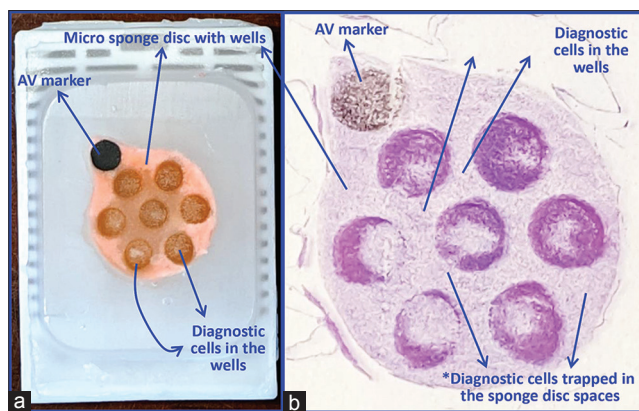 Micro sponge disc with wells
AV marker
Diagnostic
cells in the
wells
a
AV marker
Diagnostic
cells in the
wells
*Diagnostic cells trapped in
the sponge disc spaces
b